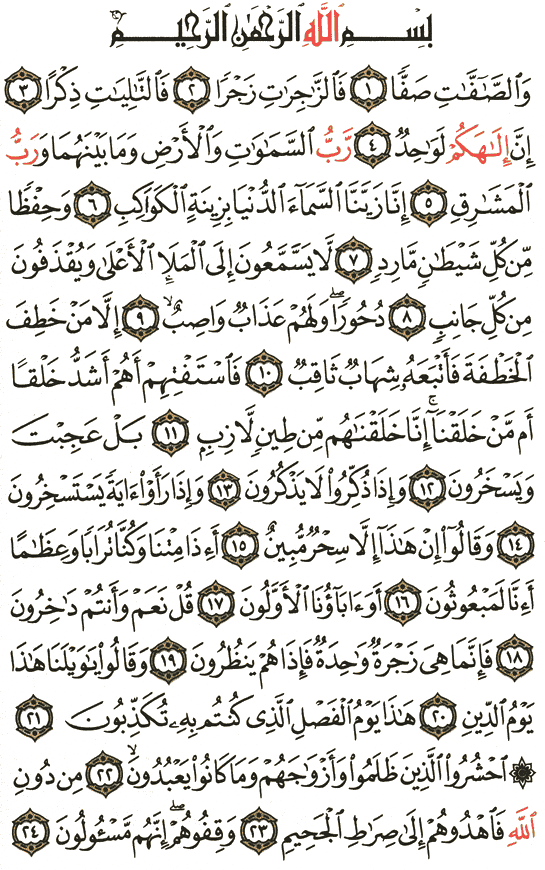 بِسْمِ ٱللَّهِ ٱلرَّحْمَٰنِ ٱلرَّحِيمِ
وَٱلصَّٰٓفَّٰتِ صَفًّا ١ فَٱلزَّٰجِرَٰتِ زَجْرًا ٢ فَٱلتَّٰلِيَٰتِ ذِكْرًا ٣
إِنَّ إِلَٰهَكُمْ لَوَٰحِدٌ ٤ رَّبُّ ٱلسَّمَٰوَٰتِ وَٱلْأَرْضِ وَمَا بَيْنَهُمَا وَرَبُّ
ٱلْمَشَٰرِقِ ٥ إِنَّا زَيَّنَّا ٱلسَّمَآءَ ٱلدُّنْيَا بِزِينَةٍ ٱلْكَوَاكِبِ ٦ وَحِفْظًا
مِّن كُلِّ شَيْطَٰنٍ مَّارِدٍ ٧ لَّا يَسَّمَّعُونَ إِلَى ٱلْمَلَإِ ٱلْأَعْلَىٰ وَيُقْذَفُونَ
مِن كُلِّ جَانِبٍ ٨ دُحُورًا ۖ وَلَهُمْ عَذَابٌ وَاصِبٌ ٩ إِلَّا مَنْ خَطِفَ
ٱلْخَطْفَةَ فَأَتْبَعَهُۥ شِهَابٌ ثَاقِبٌ ١٠ فَٱسْتَفْتِهِمْ أَهُمْ أَشَدُّ خَلْقًا
أَم مَّنْ خَلَقْنَآ ۚ إِنَّا خَلَقْنَٰهُم مِّن طِينٍ لَّازِبٍ ١١ بَلْ عَجِبْتَ
وَيَسْخَرُونَ ١٢ وَإِذَا ذُكِّرُوا۟ لَا يَذْكُرُونَ ١٣ وَإِذَا رَأَوْا۟ ءَايَةً يَسْتَسْخِرُونَ
١٤ وَقَالُوٓا۟ إِنْ هَٰذَآ إِلَّا سِحْرٌ مُّبِينٌ ١٥ أَءِذَا مِتْنَا وَكُنَّا تُرَابًا وَعِظَٰمًا
أَءِنَّا لَمَبْعُوثُونَ ١٦ أَوَءَابَآؤُنَا ٱلْأَوَّلُونَ ١٧ قُلْ نَعَمْ وَأَنتُمْ دَٰخِرُونَ
١٨ فَإِنَّمَا هِىَ زَجْرَةٌ وَٰحِدَةٌ فَإِذَا هُمْ يَنظُرُونَ ١٩ وَقَالُوا۟ يَٰوَيْلَنَا هَٰذَا
يَوْمُ ٱلدِّينِ ٢٠ هَٰذَا يَوْمُ ٱلْفَصْلِ ٱلَّذِى كُنتُم بِهِۦ تُكَذِّبُونَ ٢١
۞ ٱحْشُرُوا۟ ٱلَّذِينَ ظَلَمُوا۟ وَأَزْوَٰجَهُمْ وَمَا كَانُوا۟ يَعْبُدُونَ ٢٢ مِن دُونِ
ٱللَّهِ فَٱهْدُوهُمْ إِلَىٰ صِرَٰطِ ٱلْجَحِيمِ ٢٣ وَقِفُوهُمْ ۖ إِنَّهُم مَّسْـُٔولُونَ ٢٤